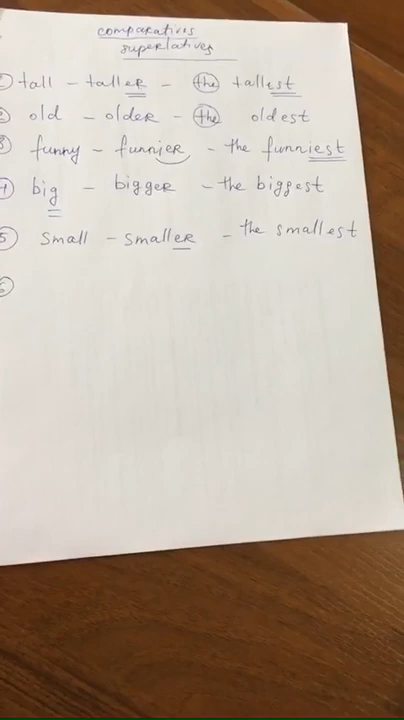 comparatives
superlatives
① tall – taller – the tallest
② old – older – the oldest
③ funny – funnier – the funniest
④ big – bigger – the biggest
⑤ small – smaller – the smallest
⑥